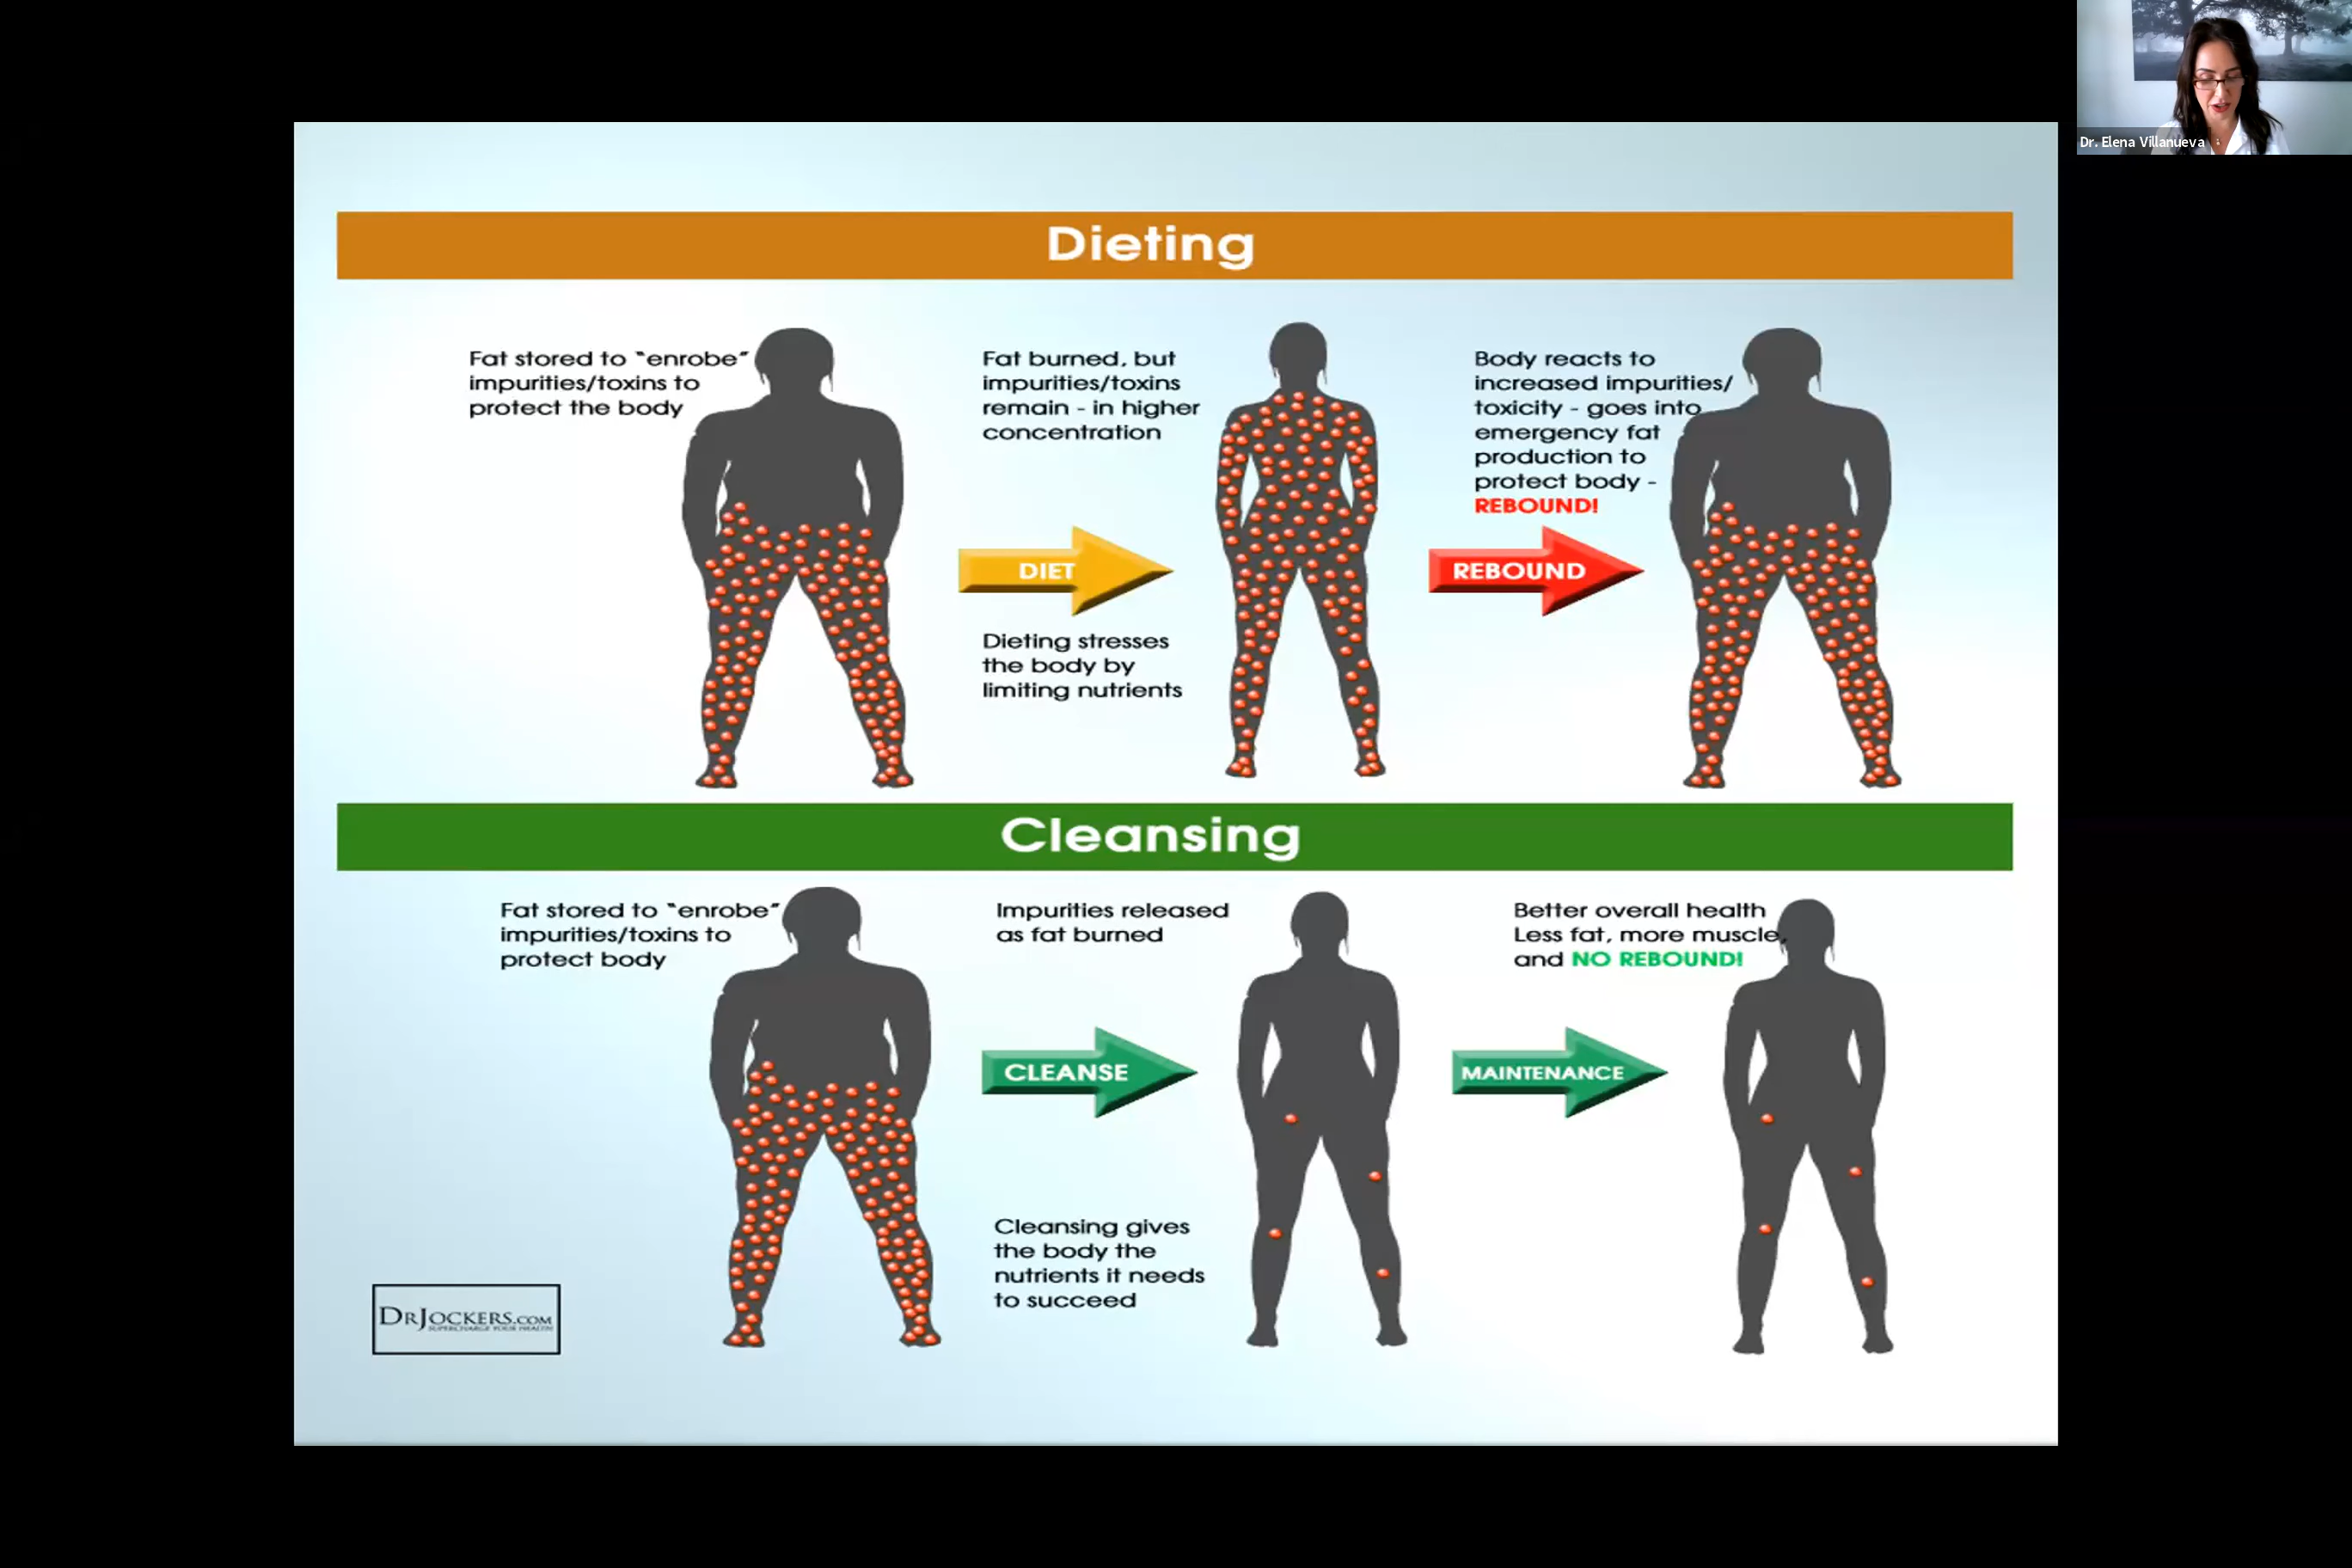 Dr. Elena Villanueva
Dieting
Fat stored to “enrobe”
impurities/toxins to
protect the body
Fat burned, but
impurities/toxins
remain - in higher
concentration
Body reacts to
increased impurities/
toxicity - goes into
emergency fat
production to
protect body -
REBOUND!
DIET
REBOUND
Dieting stresses
the body by
limiting nutrients
Cleansing
Fat stored to “enrobe”
impurities/toxins to
protect body
Impurities released
as fat burned
Better overall health
Less fat, more muscle,
and NO REBOUND!
CLEANSE
MAINTENANCE
Cleansing gives
the body the
nutrients it needs
to succeed
DRJOCKERS.COM
SUPERCHARGE YOUR HEALTH